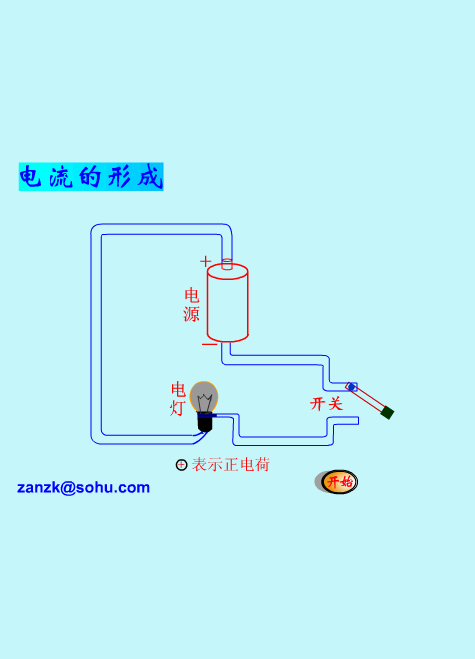 电流的形成
+
电
源
—
电
灯
开关
⊕ 表示正电荷
zanzk@sohu.com
开始